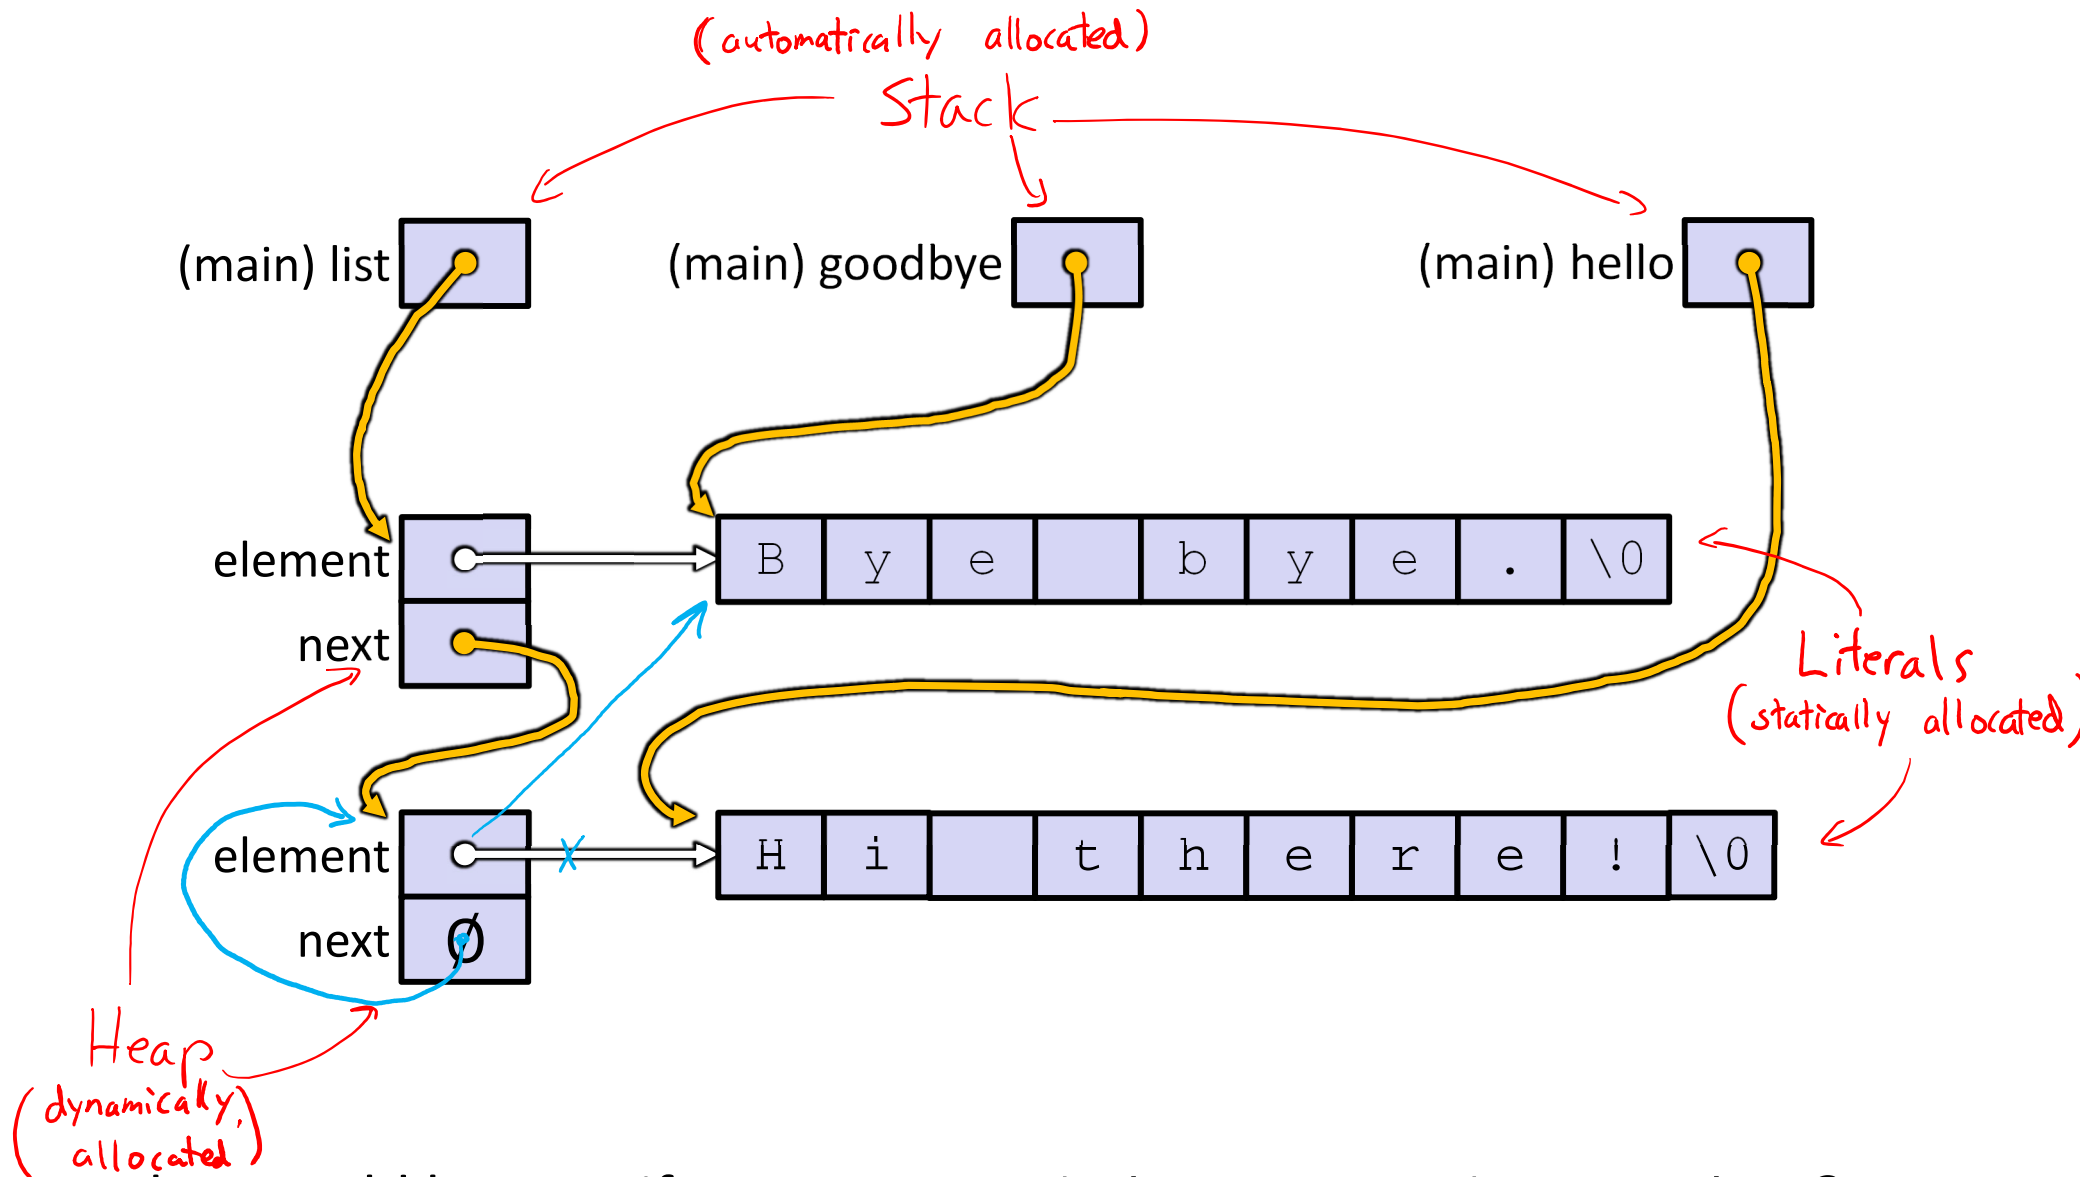 (automatically allocated)
Stack
(main) list
(main) goodbye
(main) hello
element
B y e   b y e . \0
next
Literals
(statically allocated)
element
H i   t h e r e ! \0
next Ø
Heap
(dynamically
allocated)